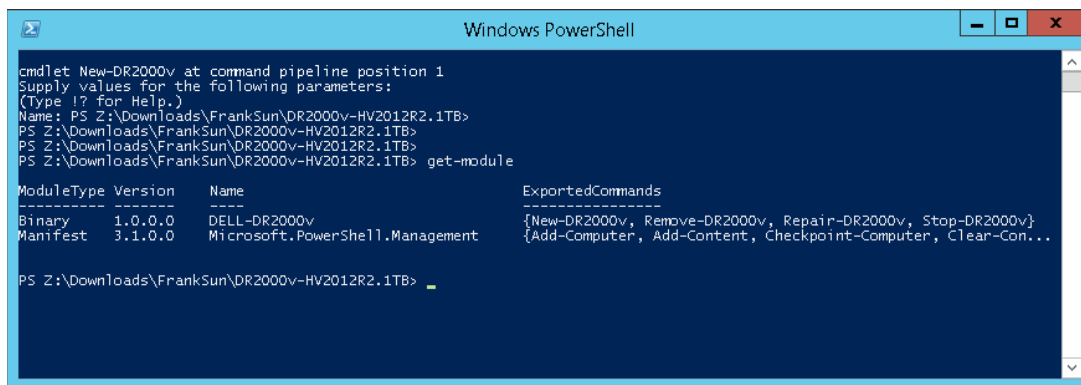 Windows PowerShell
cmdlet New-DR2000v at command pipeline position 1
Supply values for the following parameters:
(Type !? for Help.)
Name: PS Z:\Downloads\FrankSun\DR2000v-HV2012R2.1TB>
PS Z:\Downloads\FrankSun\DR2000v-HV2012R2.1TB>
PS Z:\Downloads\FrankSun\DR2000v-HV2012R2.1TB>
PS Z:\Downloads\FrankSun\DR2000v-HV2012R2.1TB> get-module
ModuleType Version Name ExportedCommands
---------- ------- ---- ----------------
Binary 1.0.0.0 DELL-DR2000v {New-DR2000v, Remove-DR2000v, Repair-DR2000v, Stop-DR2000v}
Manifest 3.1.0.0 Microsoft.PowerShell.Management {Add-Computer, Add-Content, Checkpoint-Computer, Clear-Con...
PS Z:\Downloads\FrankSun\DR2000v-HV2012R2.1TB> _